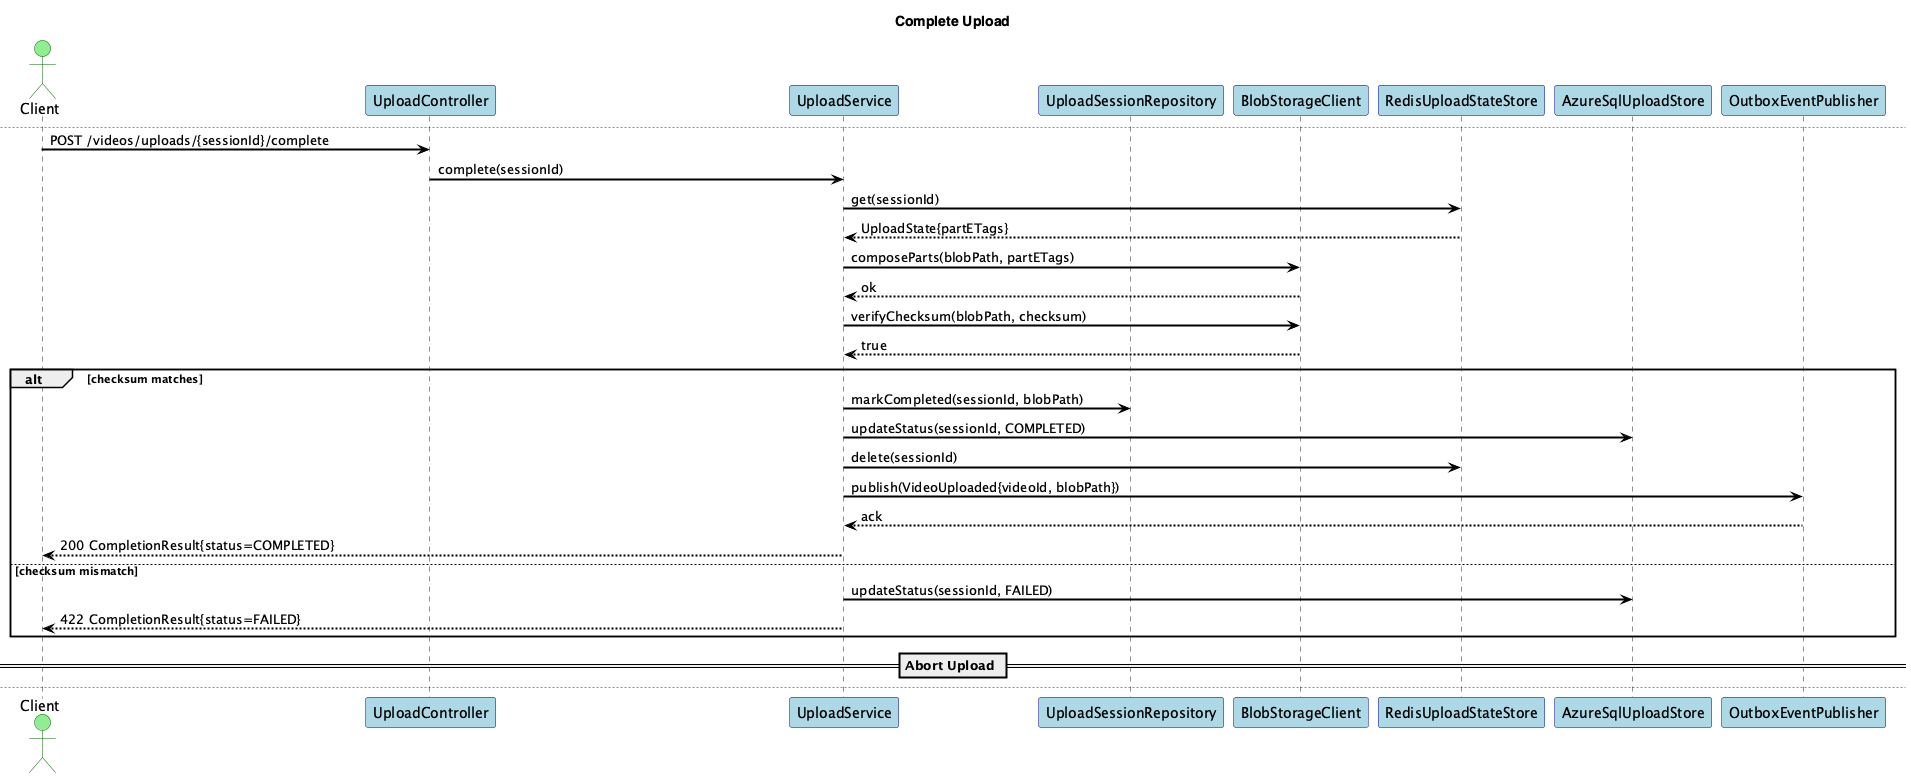 Complete Upload
Client
UploadController
UploadService
UploadSessionRepository
BlobStorageClient
RedisUploadStateStore
AzureSqlUploadStore
OutboxEventPublisher
POST /videos/uploads/{sessionId}/complete
complete(sessionId)
get(sessionId)
UploadState{partETags}
composeParts(blobPath, partETags)
ok
verifyChecksum(blobPath, checksum)
true
alt [checksum matches]
markCompleted(sessionId, blobPath)
updateStatus(sessionId, COMPLETED)
delete(sessionId)
publish(VideoUploaded{videoId, blobPath})
ack
200 CompletionResult{status=COMPLETED}
[checksum mismatch]
updateStatus(sessionId, FAILED)
422 CompletionResult{status=FAILED}
Abort Upload
Client
UploadController
UploadService
UploadSessionRepository
BlobStorageClient
RedisUploadStateStore
AzureSqlUploadStore
OutboxEventPublisher